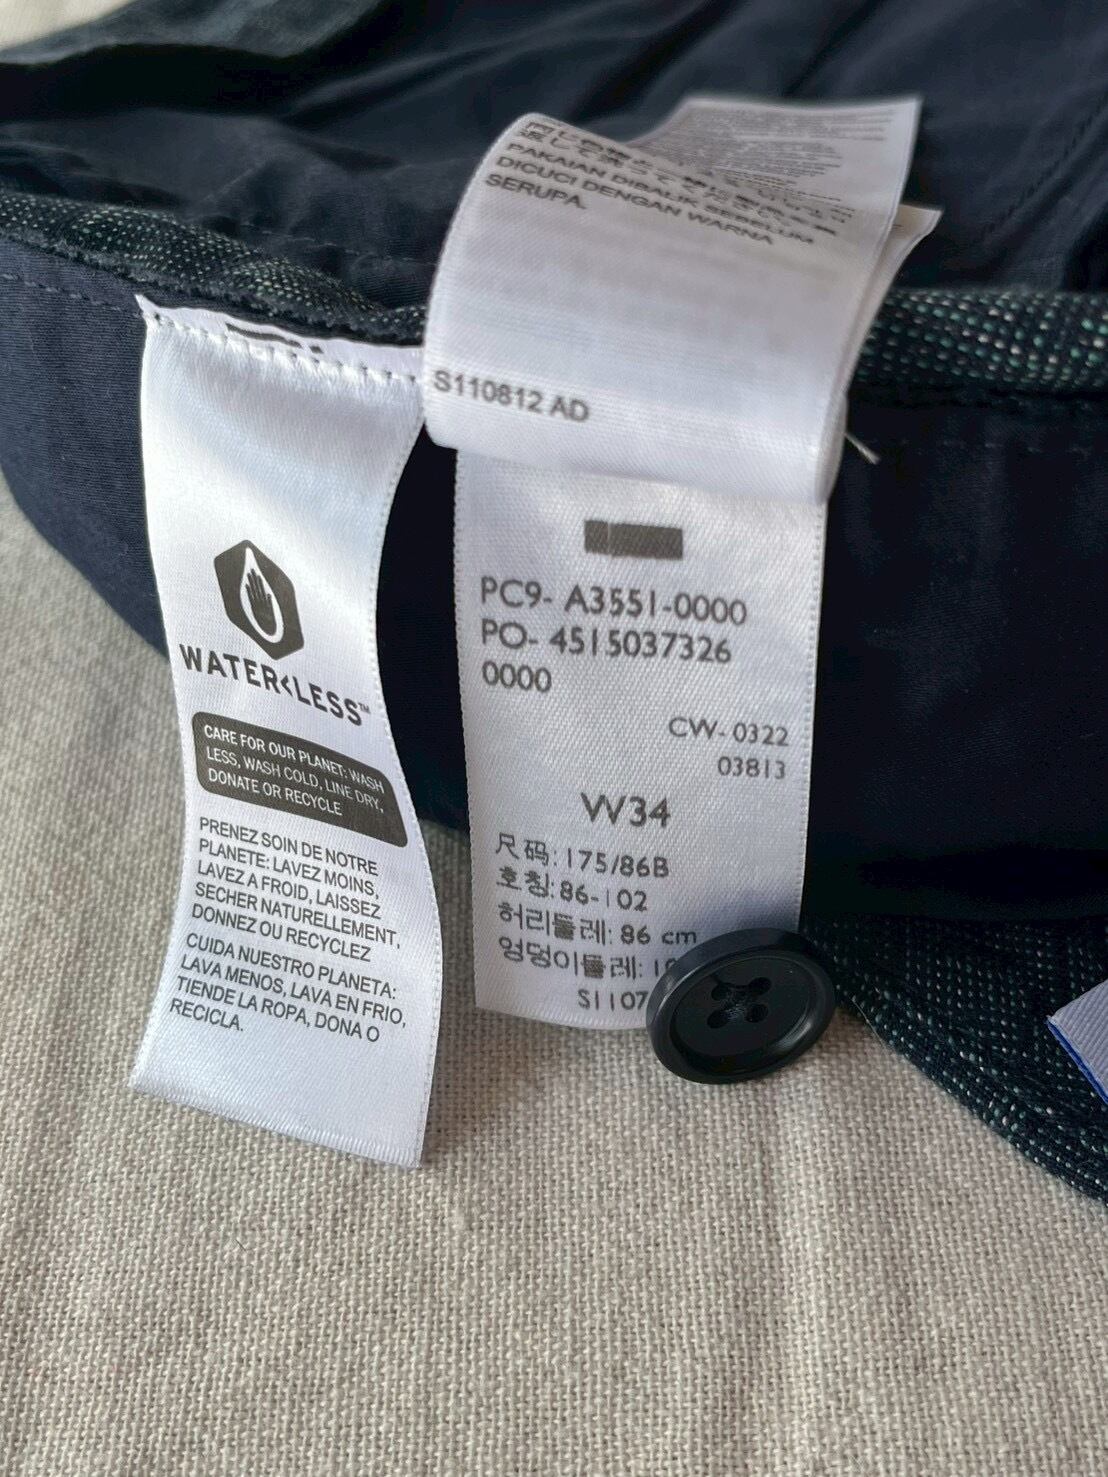 WATER<LESS™
CARE FOR OUR PLANET: WASH
LESS, WASH COLD, LINE DRY,
DONATE OR RECYCLE
PRENEZ SOIN DE NOTRE
PLANETE: LAVEZ MOINS,
LAVEZ A FROID, LAISSEZ
SECHER NATURELLEMENT,
DONNEZ OU RECYCLEZ
CUIDA NUESTRO PLANETA:
LAVA MENOS, LAVA EN FRIO,
TIENDE LA ROPA, DONA O
RECICLA.
PAKAIAN DIBALIK SEBELUM
DICUCI DENGAN WARNA
SERUPA.
S110812 AD
PC9- A3551-0000
PO- 4515037326
0000
CW- 0322
03813
W34
尺码: 175/86B
호칭: 86-102
허리둘레: 86 cm
엉덩이둘레:
S1107